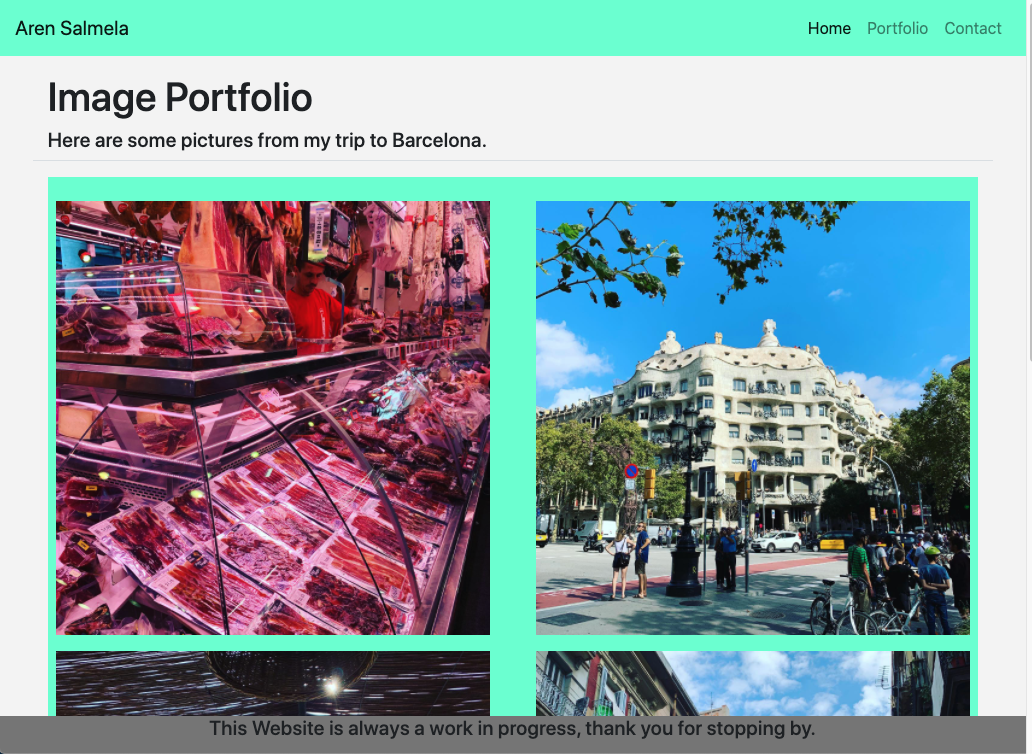 Aren Salmela
Home Portfolio Contact
Image Portfolio
Here are some pictures from my trip to Barcelona.
This Website is always a work in progress, thank you for stopping by.